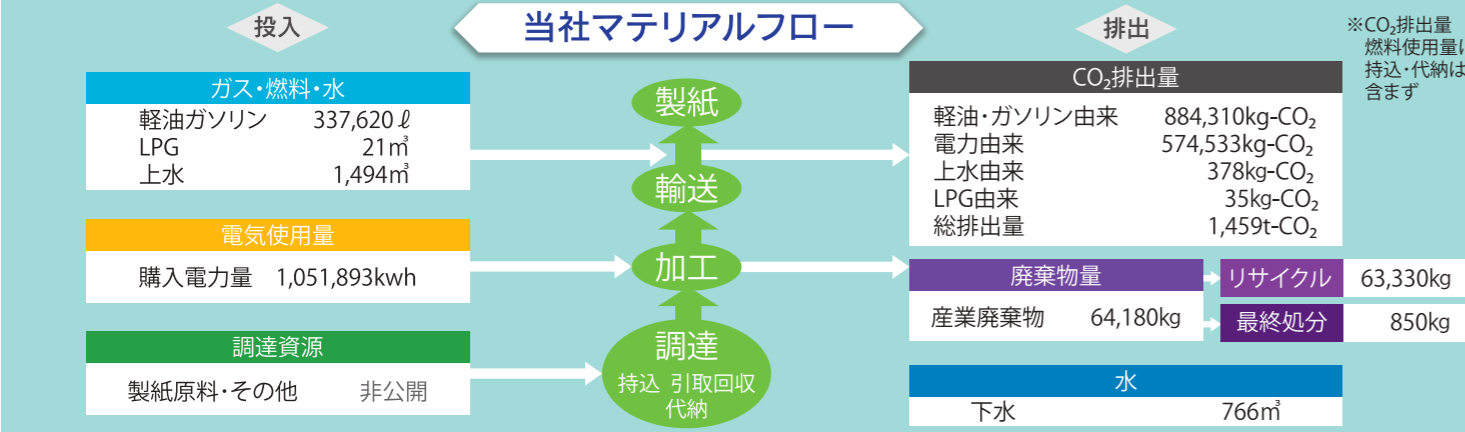 投入
当社マテリアルフロー
排出
※CO₂排出量
燃料使用量
持込・代納は
含まず
ガス・燃料・水
軽油ガソリン 337,620ℓ
LPG 21㎥
上水 1,494㎥
電気使用量
購入電力量 1,051,893kwh
調達資源
製紙原料・その他 非公開
製紙
輸送
加工
調達
持込 引取回収
代納
CO₂排出量
軽油・ガソリン由来 884,310kg-CO₂
電力由来 574,533kg-CO₂
上水由来 378kg-CO₂
LPG由来 35kg-CO₂
総排出量 1,459t-CO₂
廃棄物量
産業廃棄物 64,180kg
リサイクル 63,330kg
最終処分 850kg
水
下水 766㎥